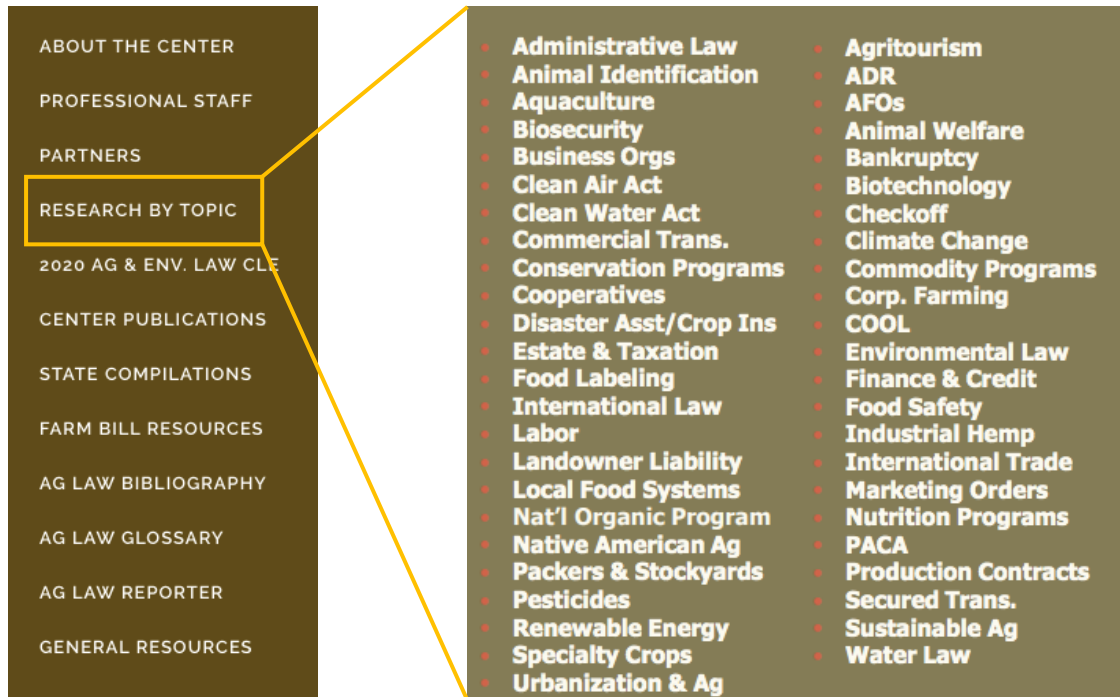 ABOUT THE CENTER
PROFESSIONAL STAFF
PARTNERS
RESEARCH BY TOPIC
2020 AG & ENV. LAW CLE
CENTER PUBLICATIONS
STATE COMPILATIONS
FARM BILL RESOURCES
AG LAW BIBLIOGRAPHY
AG LAW GLOSSARY
AG LAW REPORTER
GENERAL RESOURCES
Administrative Law
Animal Identification
Aquaculture
Biosecurity
Business Orgs
Clean Air Act
Clean Water Act
Commercial Trans.
Conservation Programs
Cooperatives
Disaster Asst/Crop Ins
Estate & Taxation
Food Labeling
International Law
Labor
Landowner Liability
Local Food Systems
Nat'l Organic Program
Native American Ag
Packers & Stockyards
Pesticides
Renewable Energy
Specialty Crops
Urbanization & Ag
Agritourism
ADR
AFOs
Animal Welfare
Bankruptcy
Biotechnology
Checkoff
Climate Change
Commodity Programs
Corp. Farming
COOL
Environmental Law
Finance & Credit
Food Safety
Industrial Hemp
International Trade
Marketing Orders
Nutrition Programs
PACA
Production Contracts
Secured Trans.
Sustainable Ag
Water Law